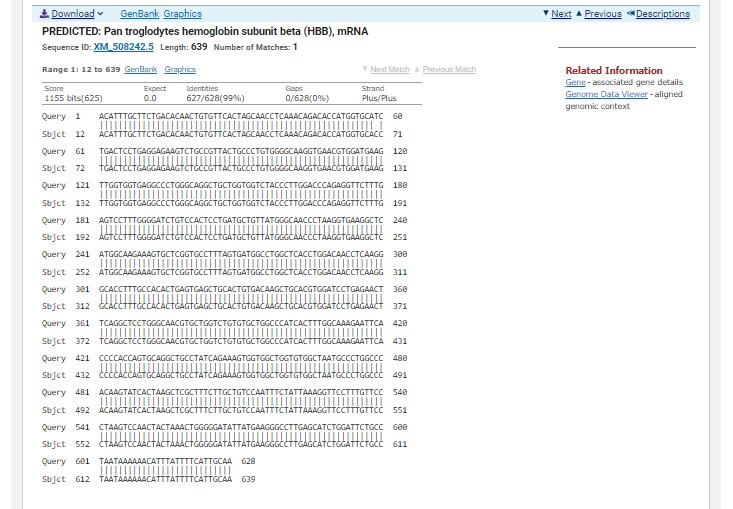 Download GenBank Graphics Next Previous Descriptions
PREDICTED: Pan troglodytes hemoglobin subunit beta (HBB), mRNA
Sequence ID: XM_508242.5 Length: 639 Number of Matches: 1
Range 1: 12 to 639 GenBank Graphics Next Match Previous Match
Score Expect Identities Gaps Strand
1155 bits(625) 0.0 627/628(99%) 0/628(0%) Plus/Plus
Query 1 ACATTTGCTTCTGACACAACTGTGTTCACTAGCAACCTCAAACAGACACCATGGTGCATC 60
Sbjct 12 ACATTTGCTTCTGACACAACTGTGTTCACTAGCAACCTCAAACAGACACCATGGTGCACC 71
Query 61 TGACTCCTGAGGAGAAGTCTGCCGTTACTGCCCTGTGGGGCAAGGTGAACGTGGATGAAG 120
Sbjct 72 TGACTCCTGAGGAGAAGTCTGCCGTTACTGCCCTGTGGGGCAAGGTGAACGTGGATGAAG 131
Query 121 TTGGTGGTGAGGCCCTGGGCAGGCTGCTGGTGGTCTACCCTTGGACCCAGAGGTTCTTTG 180
Sbjct 132 TTGGTGGTGAGGCCCTGGGCAGGCTGCTGGTGGTCTACCCTTGGACCCAGAGGTTCTTTG 191
Query 181 AGTCCTTTGGGGATCTGTCCACTCCTGATGCTGTTATGGGCAACCCTAAGGTGAAGGCTC 240
Sbjct 192 AGTCCTTTGGGGATCTGTCCACTCCTGATGCTGTTATGGGCAACCCTAAGGTGAAGGCTC 251
Query 241 ATGGCAAGAAAGTGCTCGGTGCCTTTAGTGATGGCCTGGCTCACCTGGACAACCTCAAGG 300
Sbjct 252 ATGGCAAGAAAGTGCTCGGTGCCTTTAGTGATGGCCTGGCTCACCTGGACAACCTCAAGG 311
Query 301 GCACCTTTGCCACACTGAGTGAGCTGCACTGTGACAAGCTGCACGTGGATCCTGAGAACT 360
Sbjct 312 GCACCTTTGCCACACTGAGTGAGCTGCACTGTGACAAGCTGCACGTGGATCCTGAGAACT 371
Query 361 TCAGGCTCCTGGGCAACGTGCTGGTCTGTGTGCTGGCCCATCACTTTGGCAAAGAATTCA 420
Sbjct 372 TCAGGCTCCTGGGCAACGTGCTGGTCTGTGTGCTGGCCCATCACTTTGGCAAAGAATTCA 431
Query 421 CCCCACCAGTGCAGGCTGCCTATCAGAAAGTGGTGGCTGGTGTGGCTAATGCCCTGGCCC 480
Sbjct 432 CCCCACCAGTGCAGGCTGCCTATCAGAAAGTGGTGGCTGGTGTGGCTAATGCCCTGGCCC 491
Query 481 ACAAGTATCACTAAGCTCGCTTTCTTGCTGTCCAATTTCTATTAAAGGTTCCTTTGTTCC 540
Sbjct 492 ACAAGTATCACTAAGCTCGCTTTCTTGCTGTCCAATTTCTATTAAAGGTTCCTTTGTTCC 551
Query 541 CTAAGTCCAACTACTAAACTGGGGGATATTATGAAGGGCCTTGAGCATCTGGATTCTGCC 600
Sbjct 552 CTAAGTCCAACTACTAAACTGGGGGATATTATGAAGGGCCTTGAGCATCTGGATTCTGCC 611
Query 601 TAATAAAAAACATTTATTTTCATTGCAA 628
Sbjct 612 TAATAAAAAACATTTATTTTCATTGCAA 639
Related Information
Gene - associated gene details
Genome Data Viewer - aligned
genomic context